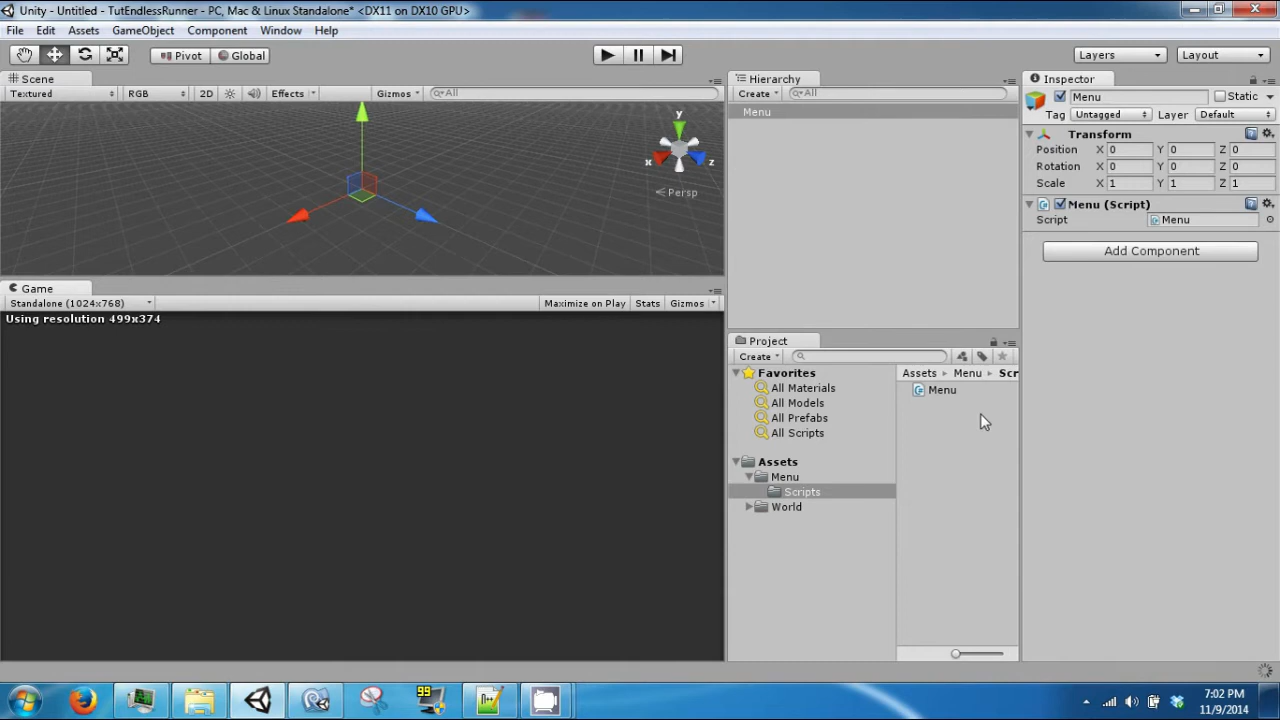 Unity - Untitled - TutEndlessRunner - PC, Mac & Linux Standalone* <DX11 on DX10 GPU>
File Edit Assets GameObject Component Window Help
Pivot Global Layers Layout
Scene
Textured RGB 2D Effects Gizmos All
y
x
z
Persp
Game
Standalone (1024x768) Maximize on Play Stats Gizmos
Using resolution 499x374
Hierarchy
Create All
Menu
Project
Create
Favorites
All Materials
All Models
All Prefabs
All Scripts
Assets
Menu
Scripts
World
Assets Menu Scr
Menu
Inspector
Menu Static
Tag Untagged Layer Default
Transform
Position X 0 Y 0 Z 0
Rotation X 0 Y 0 Z 0
Scale X 1 Y 1 Z 1
Menu (Script)
Script Menu
Add Component
99
7:02 PM
11/9/2014